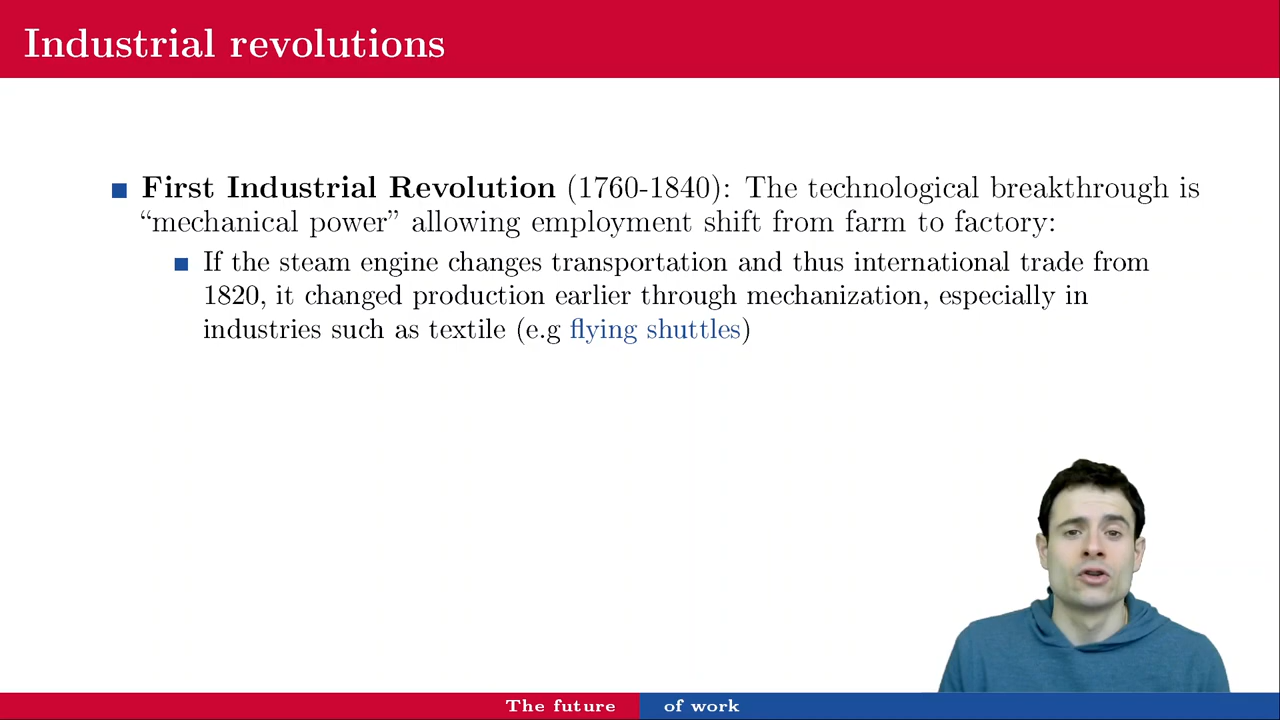 Industrial revolutions
First Industrial Revolution (1760-1840): The technological breakthrough is
“mechanical power” allowing employment shift from farm to factory:
If the steam engine changes transportation and thus international trade from
1820, it changed production earlier through mechanization, especially in
industries such as textile (e.g flying shuttles)
The future of work